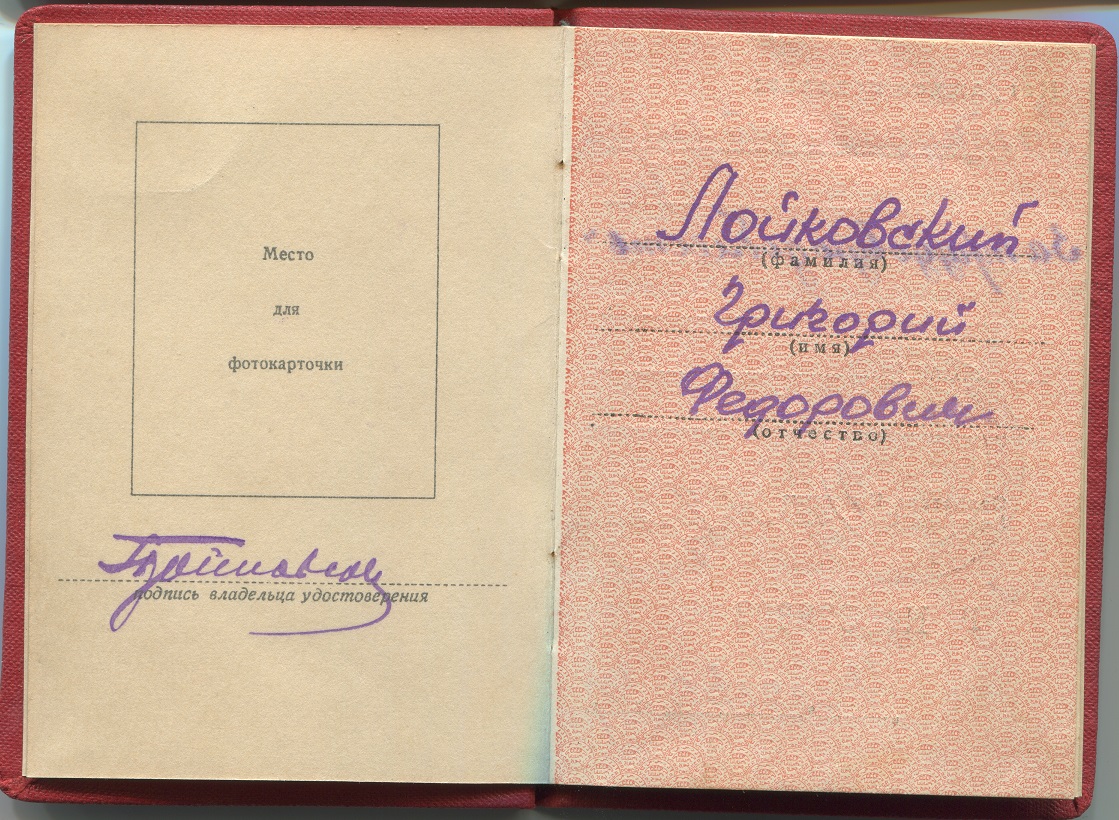 Место
для
фотокарточки
подпись владельца удостоверения
Лойковский
(фамилия)
Григорий
(имя)
Федорович
(отчество)